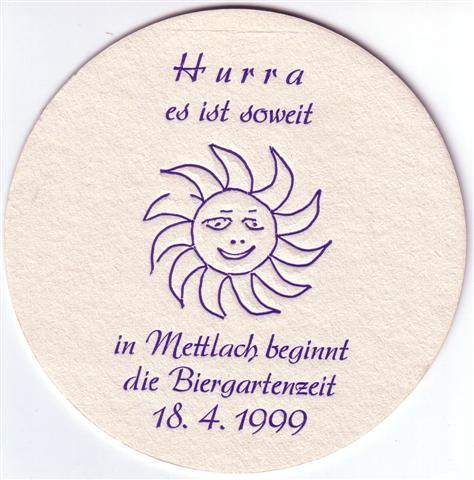 Hurra
es ist soweit
in Mettlach beginnt
die Biergartenzeit
18. 4. 1999